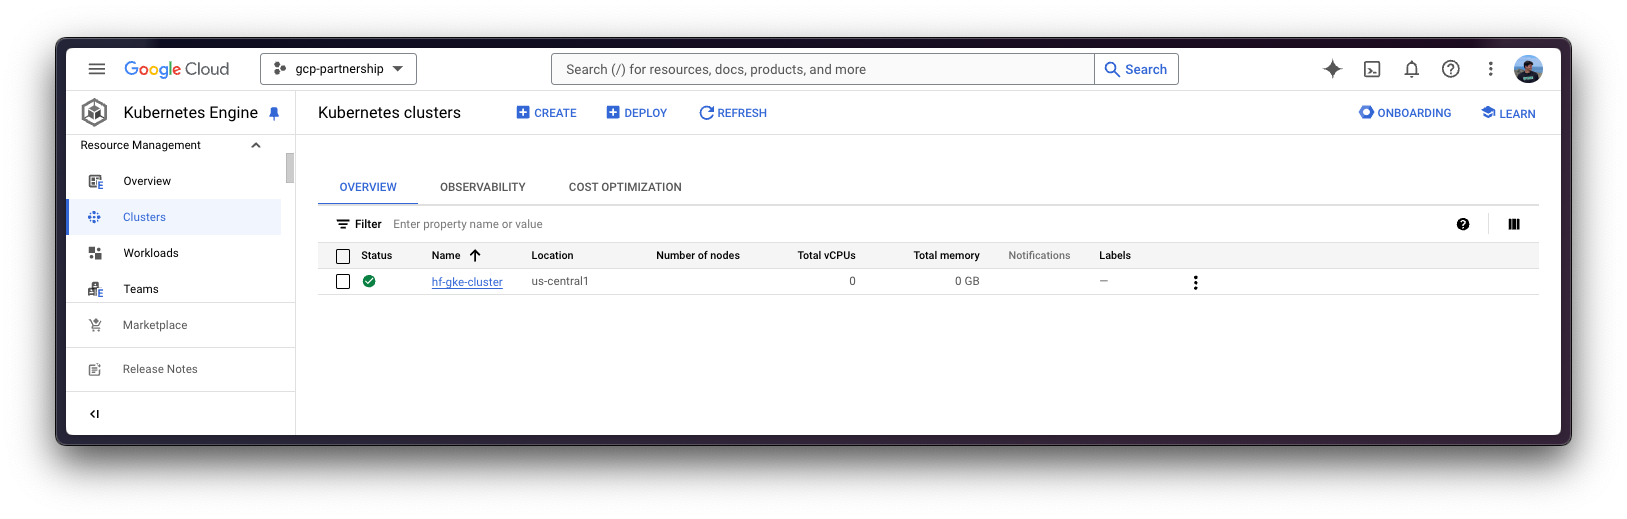 Google Cloud
gcp-partnership
Search (/) for resources, docs, products, and more
Search
Kubernetes Engine
Kubernetes clusters
CREATE
DEPLOY
REFRESH
ONBOARDING
LEARN
Resource Management
Overview
Clusters
Workloads
Teams
Marketplace
Release Notes
OVERVIEW
OBSERVABILITY
COST OPTIMIZATION
Filter Enter property name or value
Status Name Location Number of nodes Total vCPUs Total memory Notifications Labels
hf-gke-cluster us-central1 0 0 GB —